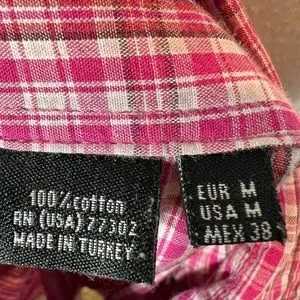 100%cotton
RN (USA) 77302
MADE IN TURKEY
EUR M
USA M
MEX 38